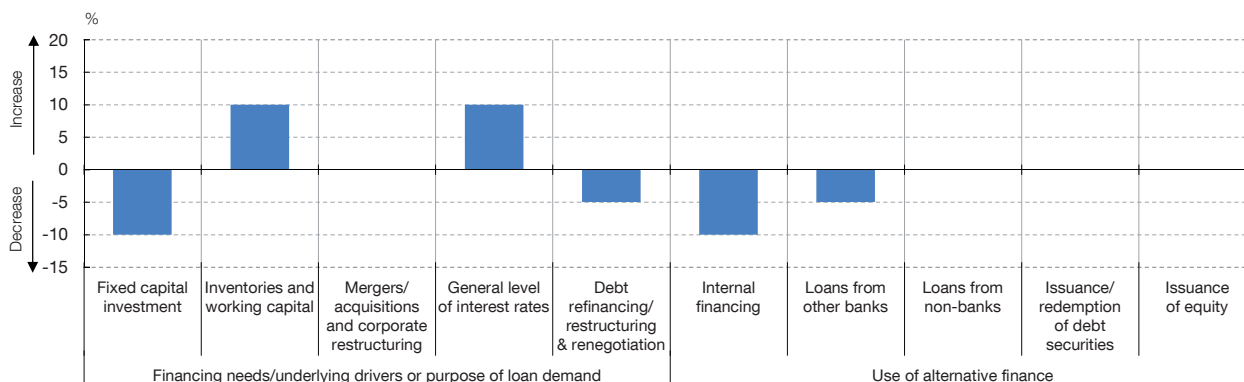 %
20
15
10
5
0
-5
-10
-15
Increase
Decrease
Fixed capital
investment
Inventories and
working capital
Mergers/
acquisitions
and corporate
restructuring
General level
of interest rates
Debt
refinancing/
restructuring
& renegotiation
Internal
financing
Loans from
other banks
Loans from
non-banks
Issuance/
redemption
of debt
securities
Issuance
of equity
Financing needs/underlying drivers or purpose of loan demand
Use of alternative finance